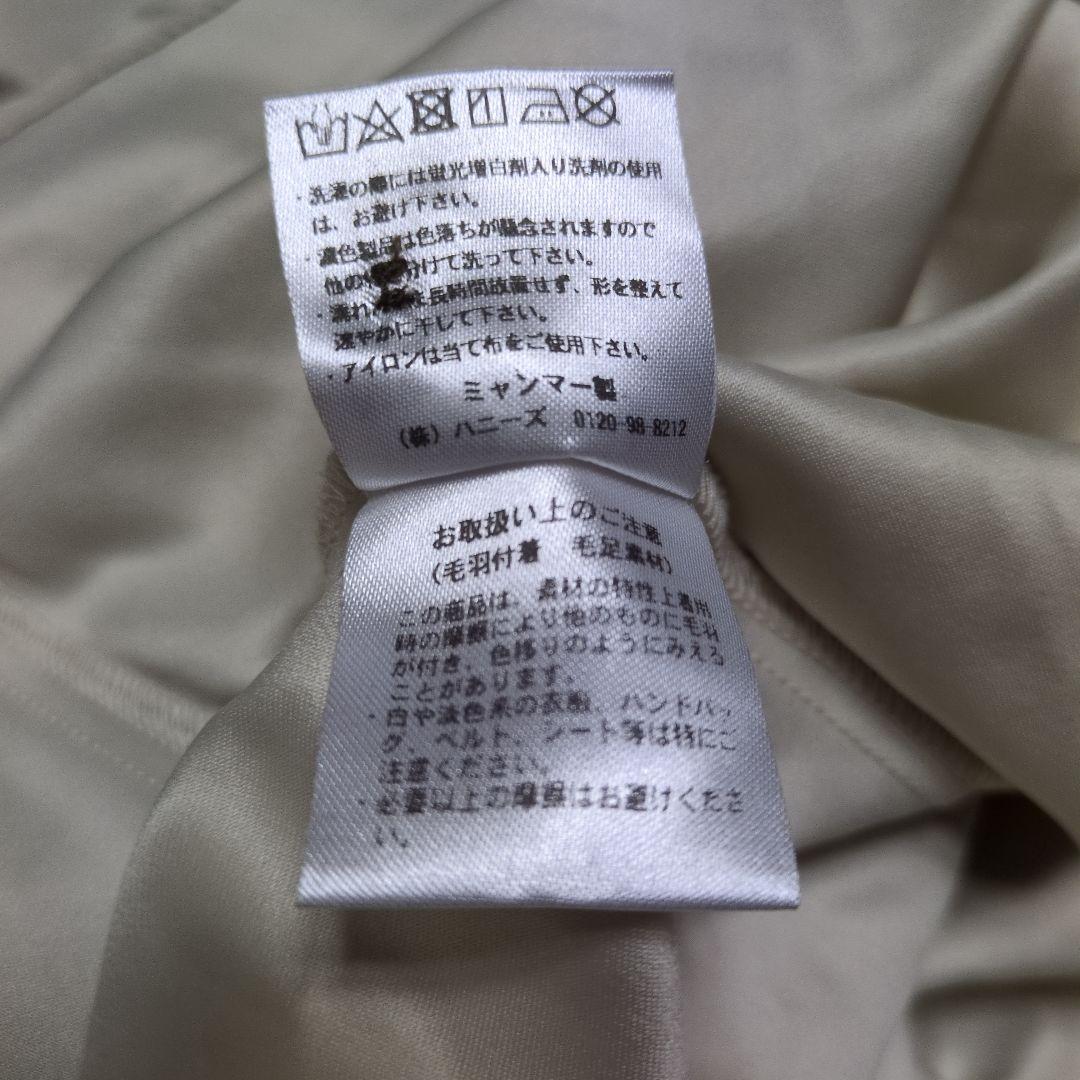 ・洗濯の際には蛍光増白剤入り洗剤の使用
は、お避け下さい。
・濃色製品は色落ちが懸念されますので
他の 分けて洗って下さい。
・濡れ は長時間放置せず、形を整えて
速やかに干して下さい。
・アイロンは当て布をご使用下さい。
ミャンマー製
(株)ハニーズ 0120-98-8212
お取扱い上のご注意
(毛羽付着 毛足素材)
この商品は、素材の特性上着用
時の摩擦により他のものに毛羽
が付き、色移りのようにみえる
ことがあります。
・白や淡色系の衣服、ハンドバッ
グ、ベルト、シート等は特にご
注意ください。
・必要以上の摩擦はお避けくださ
い。